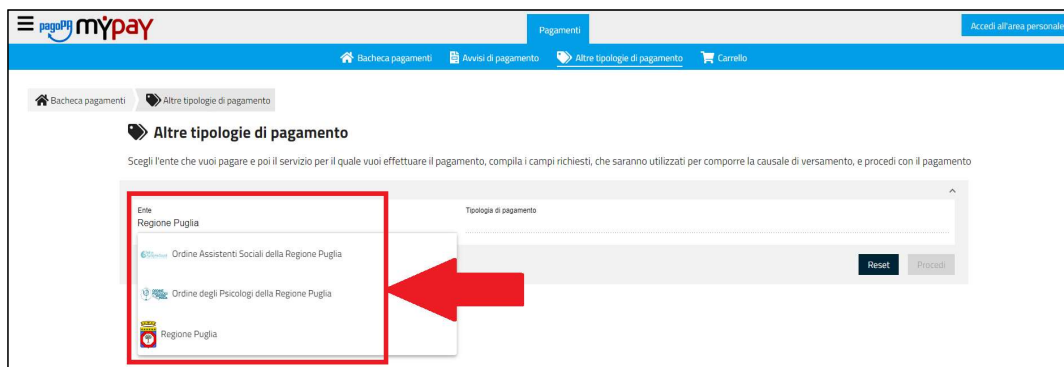 pagoPA mypay
Pagamenti
Accedi all'area personale
Bacheca pagamenti
Avvisi di pagamento
Altre tipologie di pagamento
Carrello
Bacheca pagamenti
Altre tipologie di pagamento
Altre tipologie di pagamento
Scegli l'ente che vuoi pagare e poi il servizio per il quale vuoi effettuare il pagamento, compila i campi richiesti, che saranno utilizzati per comporre la causale di versamento, e procedi con il pagamento
Ente
Tipologia di pagamento
Regione Puglia
Ordine Assistenti Sociali della Regione Puglia
Reset
Procedi
Ordine degli Psicologi della Regione Puglia
Regione Puglia